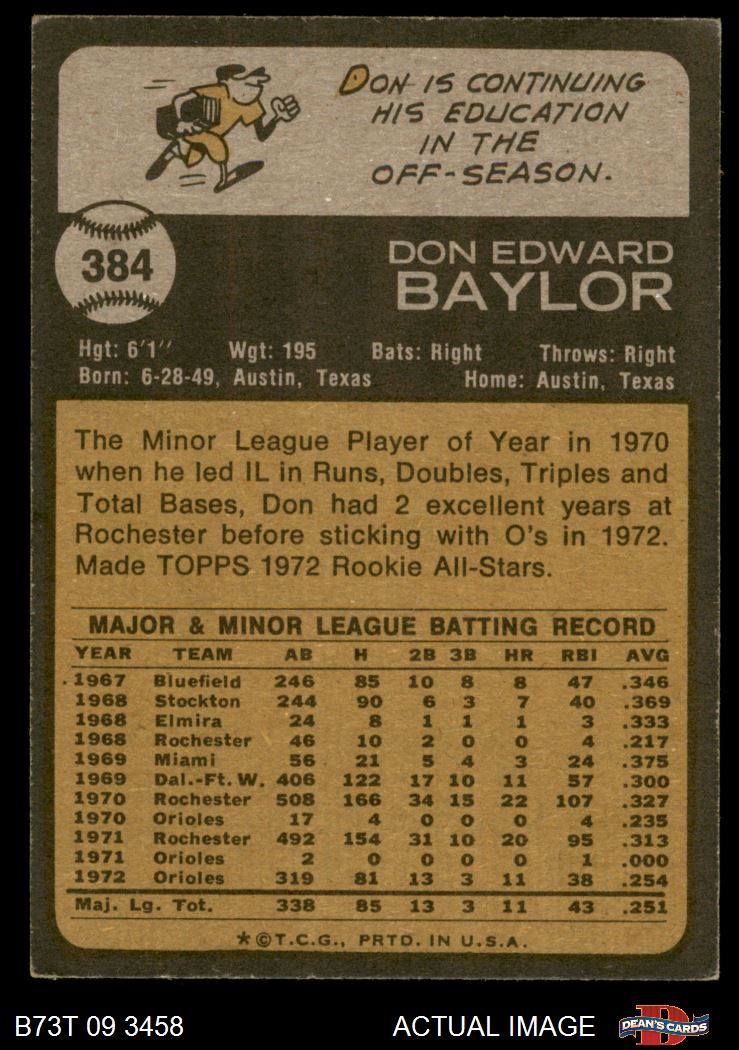 DON IS CONTINUING
HIS EDUCATION
IN THE
OFF-SEASON.
384
DON EDWARD
BAYLOR
Hgt: 6'1" Wgt: 195 Bats: Right Throws: Right
Born: 6-28-49, Austin, Texas Home: Austin, Texas
The Minor League Player of Year in 1970
when he led IL in Runs, Doubles, Triples and
Total Bases, Don had 2 excellent years at
Rochester before sticking with O's in 1972.
Made TOPPS 1972 Rookie All-Stars.
MAJOR & MINOR LEAGUE BATTING RECORD
YEAR TEAM AB H 2B 3B HR RBI AVG
1967 Bluefield 246 85 10 8 8 47 .346
1968 Stockton 244 90 6 3 7 40 .369
1968 Elmira 24 8 1 1 1 3 .333
1968 Rochester 46 10 2 0 0 4 .217
1969 Miami 56 21 5 4 3 24 .375
1969 Dal.-Ft. W. 406 122 17 10 11 57 .300
1970 Rochester 508 166 34 15 22 107 .327
1970 Orioles 17 4 0 0 0 4 .235
1971 Rochester 492 154 31 10 20 95 .313
1971 Orioles 2 0 0 0 0 1 .000
1972 Orioles 319 81 13 3 11 38 .254
Maj. Lg. Tot. 338 85 13 3 11 43 .251
*©T.C.G., PRTD. IN U.S.A.
B73T 09 3458 ACTUAL IMAGE
D
DEAN'S CARDS